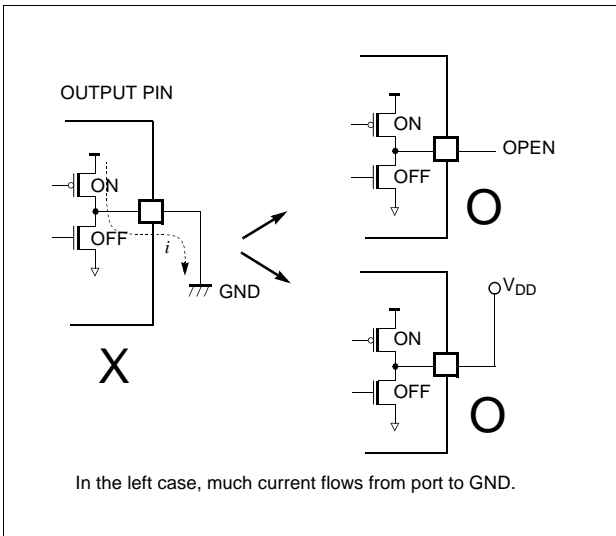 OUTPUT PIN
ON
OFF
i
GND
X
ON
OFF
OPEN
O
VDD
ON
OFF
O
In the left case, much current flows from port to GND.